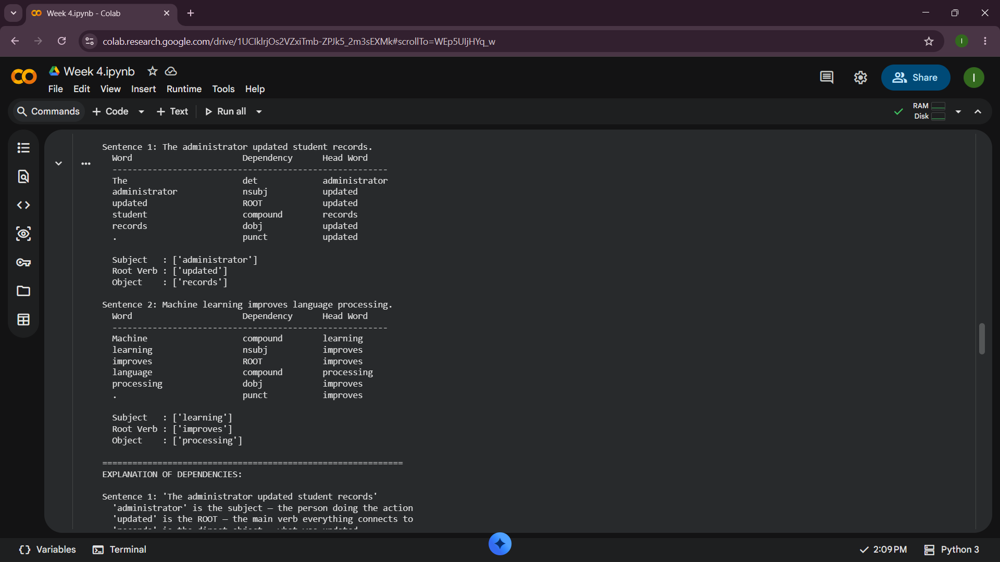 Week 4.ipynb - Colab
colab.research.google.com/drive/1UCIklrjOs2VZxiTmb-ZPJk5_2m3sEXMk#scrollTo=WEp5UIjHYq_w
I
Week 4.ipynb
File Edit View Insert Runtime Tools Help
Share
I
Commands + Code + Text Run all
RAM
Disk
Sentence 1: The administrator updated student records.
Word Dependency Head Word
-------------------------------------------------------
The det administrator
administrator nsubj updated
updated ROOT updated
student compound records
records dobj updated
. punct updated
Subject : ['administrator']
Root Verb : ['updated']
Object : ['records']
Sentence 2: Machine learning improves language processing.
Word Dependency Head Word
-------------------------------------------------------
Machine compound learning
learning nsubj improves
improves ROOT improves
language compound processing
processing dobj improves
. punct improves
Subject : ['learning']
Root Verb : ['improves']
Object : ['processing']
============================================================
EXPLANATION OF DEPENDENCIES:
Sentence 1: 'The administrator updated student records'
'administrator' is the subject — the person doing the action
'updated' is the ROOT — the main verb everything connects to
Variables Terminal
2:09 PM Python 3